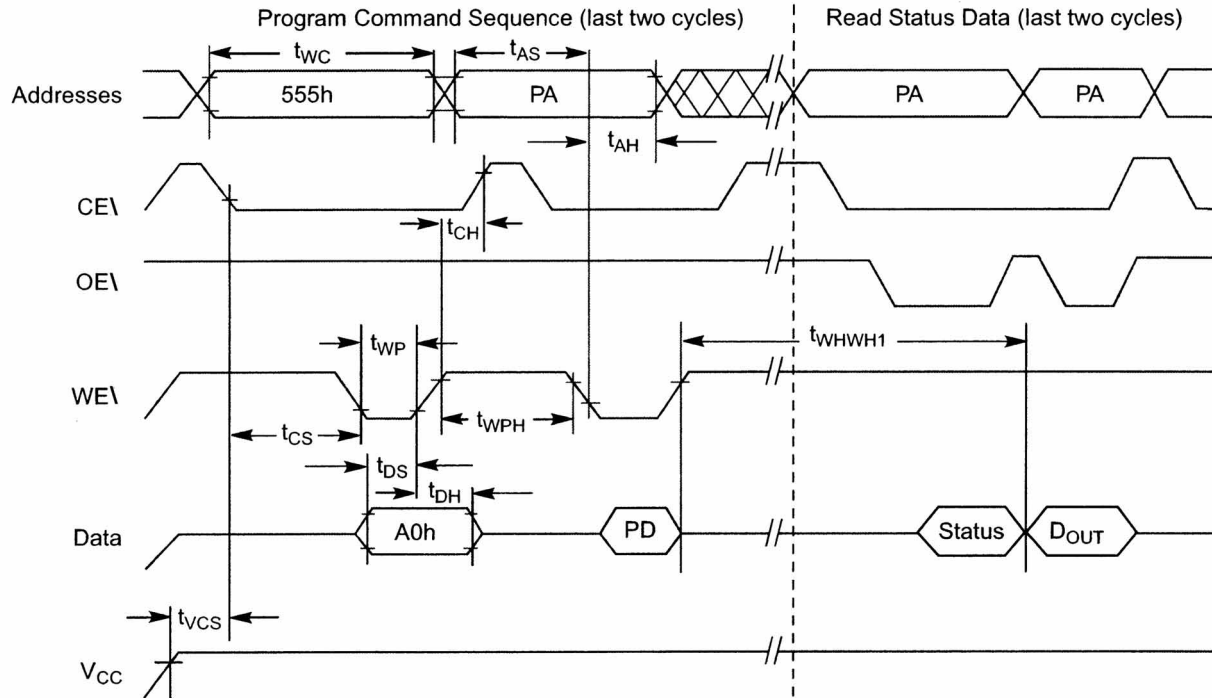 Program Command Sequence (last two cycles)
Read Status Data (last two cycles)
tWC
tAS
Addresses
555h
PA
PA
PA
tAH
CE\
tCH
OE\
tWP
tWHWH1
WE\
tCS
tWPH
tDS
tDH
Data
A0h
PD
Status
DOUT
tVCS
VCC